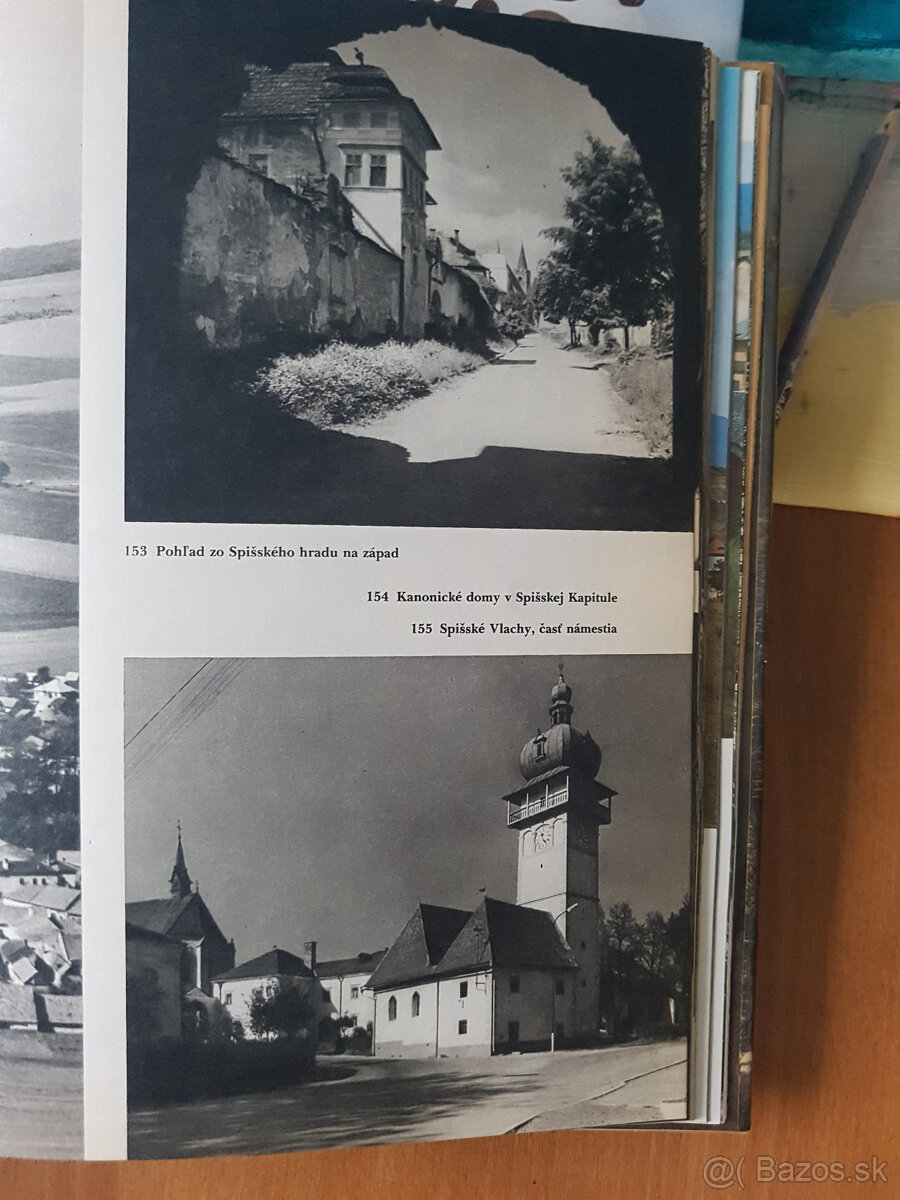 153 Pohľad zo Spišského hradu na západ
154 Kanonické domy v Spišskej Kapitule
155 Spišské Vlachy, časť námestia
@( Bazos.sk